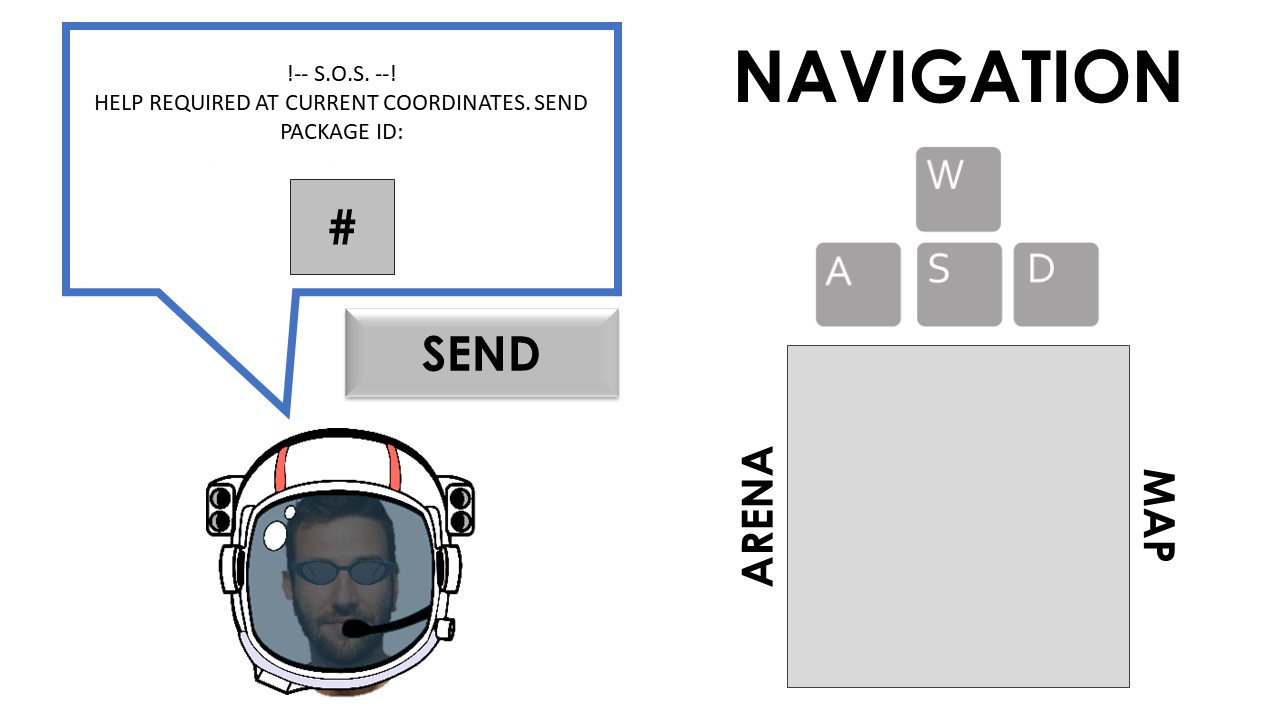 !-- S.O.S. --!
HELP REQUIRED AT CURRENT COORDINATES. SEND
PACKAGE ID:
#
SEND
NAVIGATION
W
A S D
ARENA
MAP